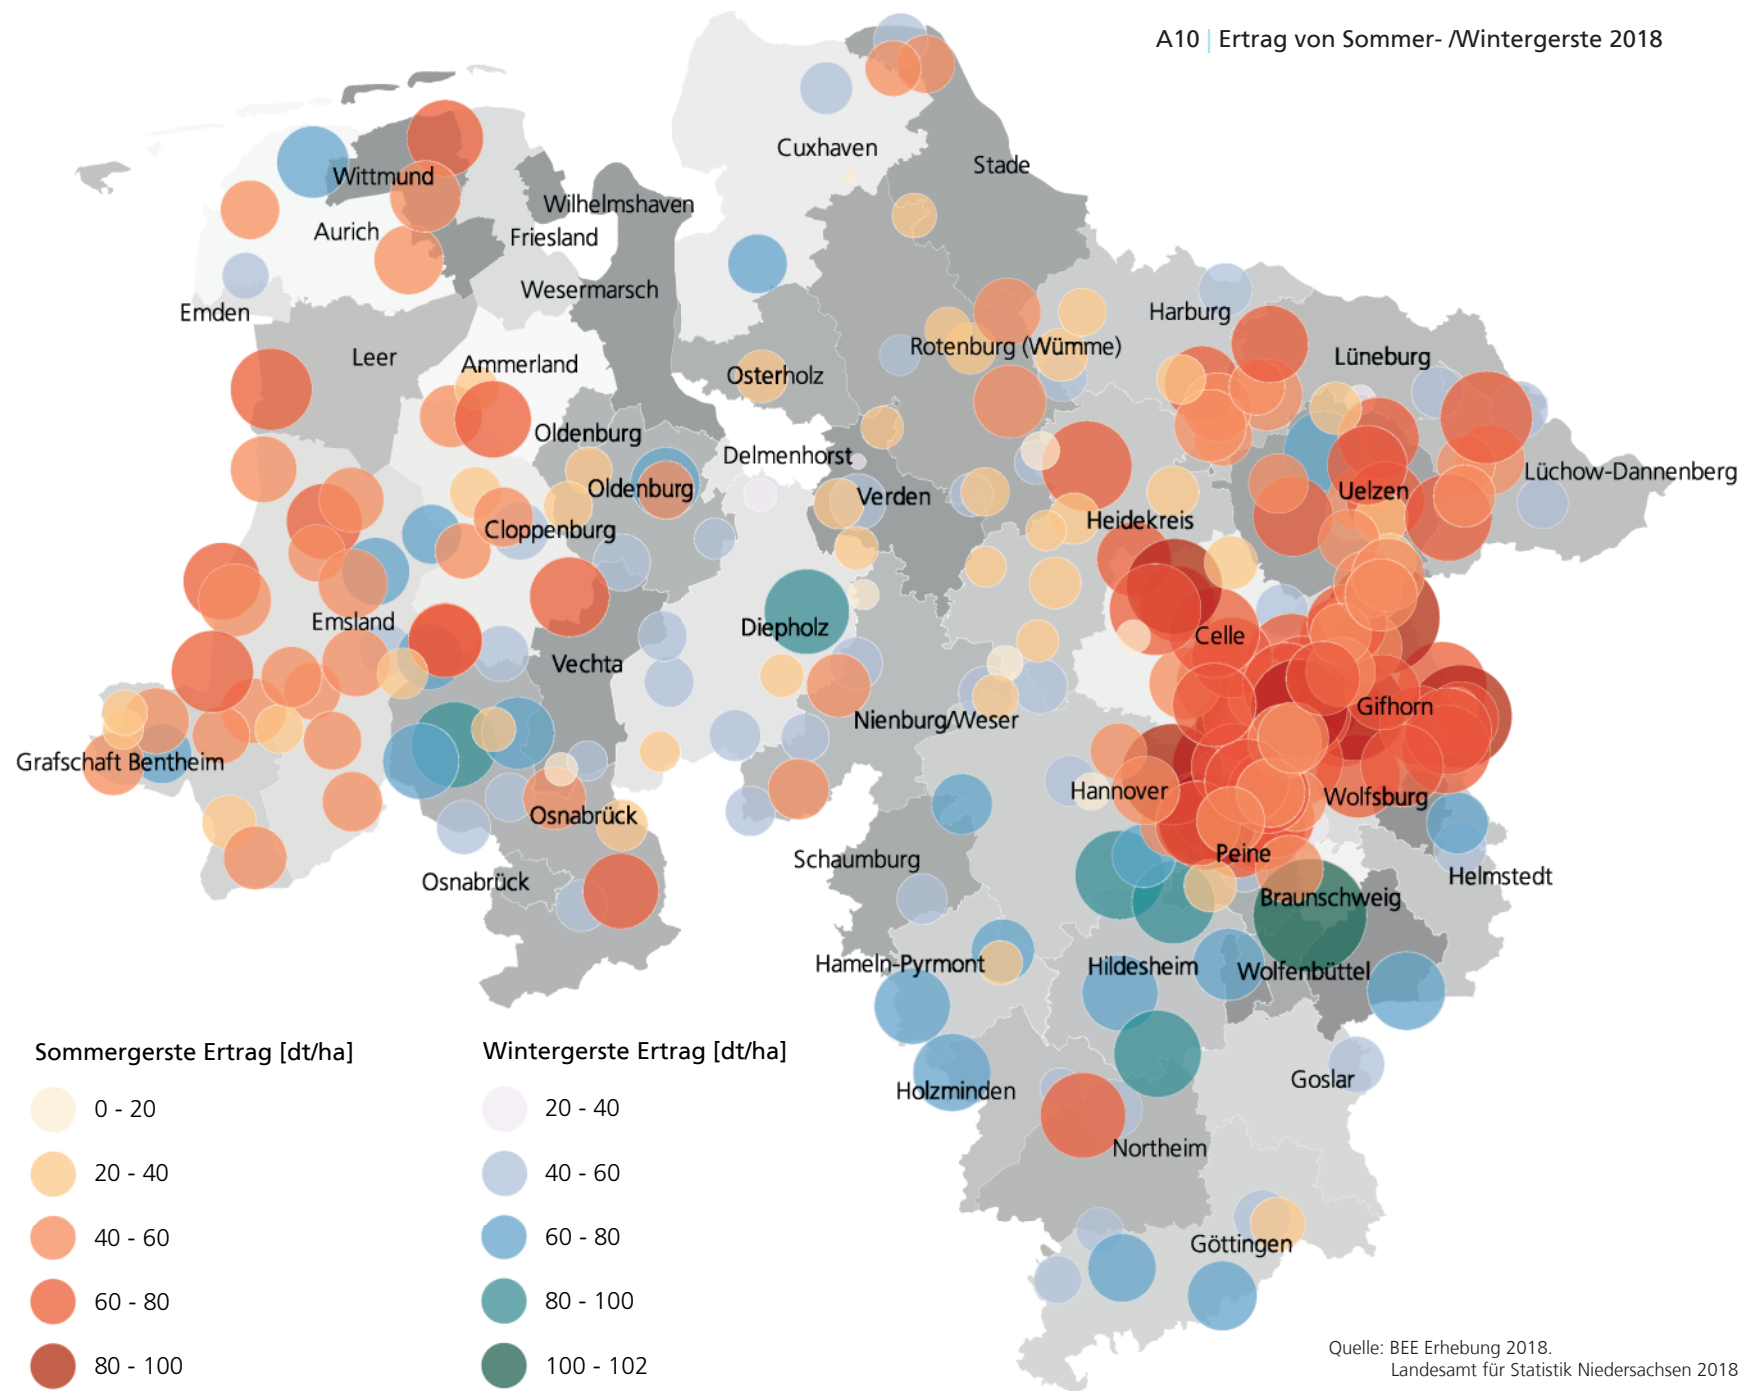 A10 | Ertrag von Sommer- /Wintergerste 2018
Cuxhaven
Stade
Wittmund
Wilhelmshaven
Aurich
Friesland
Wesermarsch
Emden
Harburg
Leer
Ammerland
Rotenburg (Wümme)
Lüneburg
Osterholz
Oldenburg
Delmenhorst
Lüchow-Dannenberg
Oldenburg
Verden
Uelzen
Cloppenburg
Heidekreis
Emsland
Diepholz
Celle
Vechta
Nienburg/Weser
Gifhorn
Grafschaft Bentheim
Hannover
Wolfsburg
Osnabrück
Schaumburg
Peine
Osnabrück
Helmstedt
Braunschweig
Hameln-Pyrmont
Hildesheim
Wolfenbüttel
Holzminden
Goslar
Northeim
Göttingen
Sommergerste Ertrag [dt/ha]
0 - 20
20 - 40
40 - 60
60 - 80
80 - 100
Wintergerste Ertrag [dt/ha]
20 - 40
40 - 60
60 - 80
80 - 100
100 - 102
Quelle: BEE Erhebung 2018.
Landesamt für Statistik Niedersachsen 2018